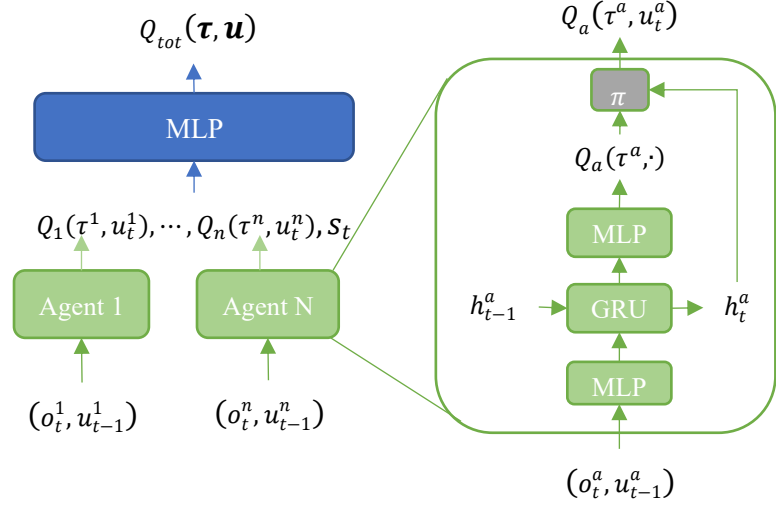 Q_{tot}(𝝉, 𝒖)
MLP
Q_1(τ^1, u_t^1), ⋯, Q_n(τ^n, u_t^n), s_t
Agent 1
Agent N
(o_t^1, u_{t-1}^1)
(o_t^n, u_{t-1}^n)
Q_a(τ^a, u_t^a)
π
Q_a(τ^a,·)
MLP
h_{t-1}^a
GRU
h_t^a
MLP
(o_t^a, u_{t-1}^a)